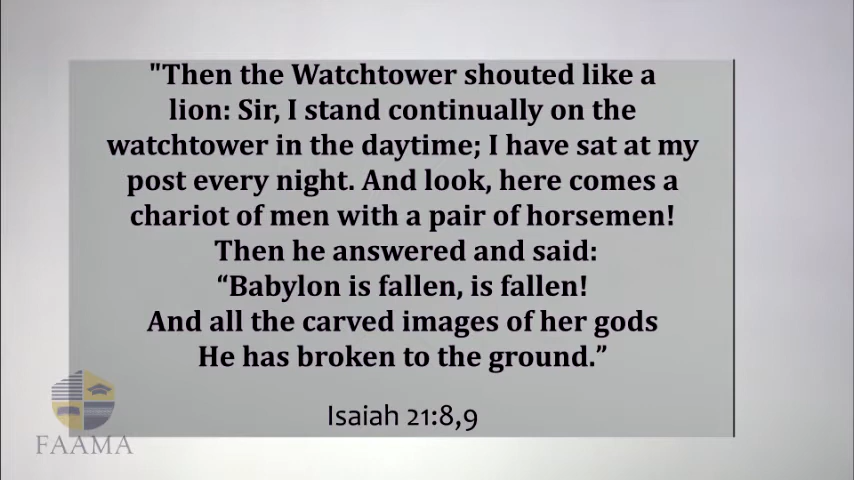 "Then the Watchtower shouted like a
lion: Sir, I stand continually on the
watchtower in the daytime; I have sat at my
post every night. And look, here comes a
chariot of men with a pair of horsemen!
Then he answered and said:
“Babylon is fallen, is fallen!
And all the carved images of her gods
He has broken to the ground.”
Isaiah 21:8,9
FAAMA